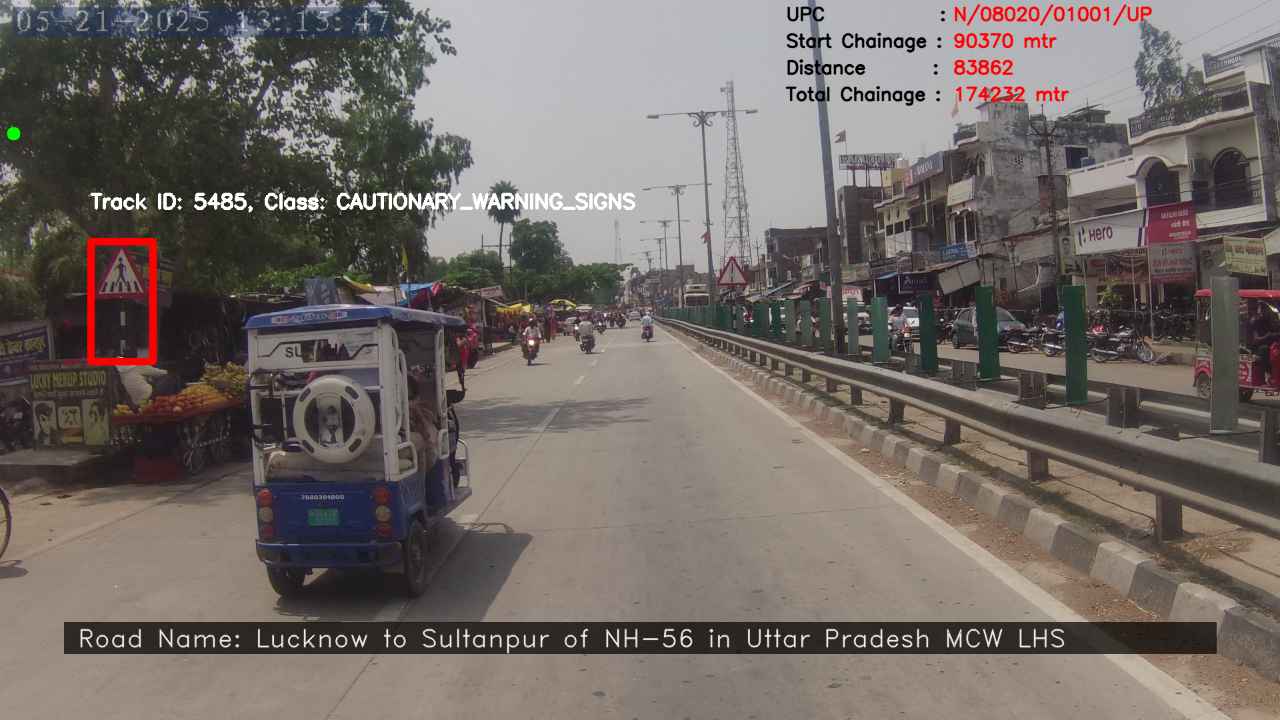 05-21-2025 13:15:47
UPC : N/08020/01001/UP
Start Chainage : 90370 mtr
Distance : 83862
Total Chainage : 174232 mtr
Track ID: 5485, Class: CAUTIONARY_WARNING_SIGNS
Hero
LUCKY MEKUP STUDIO
SU
Road Name: Lucknow to Sultanpur of NH-56 in Uttar Pradesh MCW LHS